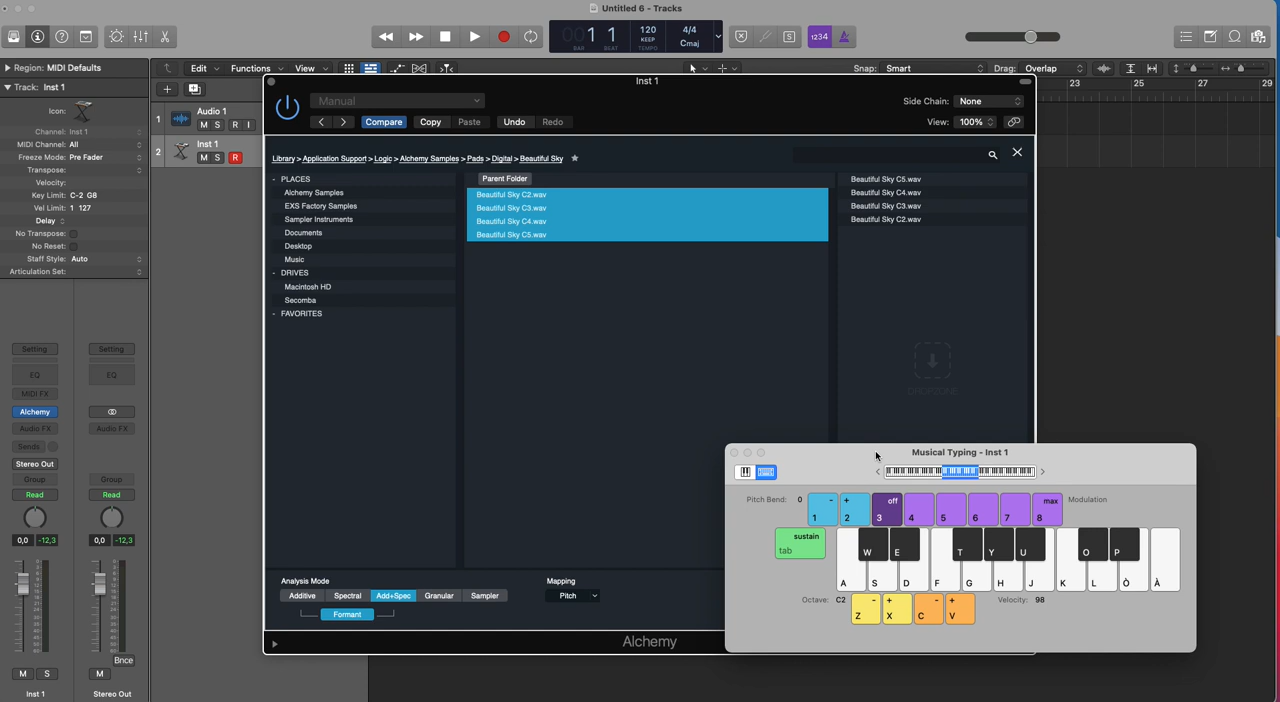 Untitled 6 - Tracks
1 1
BAR BEAT
120
KEEP
TEMPO
4/4
Cmaj
1234
Region: MIDI Defaults
Edit Functions View
Snap: Smart
Drag: Overlap
Track: Inst 1
Icon:
Channel: Inst 1
MIDI Channel: All
Freeze Mode: Pre Fader
Transpose:
Velocity:
Key Limit: C-2 G8
Vel Limit: 1 127
Delay
No Transpose:
No Reset:
Staff Style: Auto
Articulation Set:
1
Audio 1
M S R I
2
Inst 1
M S R
23 25 27 29
Inst 1
Manual
Side Chain: None
Compare Copy Paste Undo Redo
View: 100%
Library > Application Support > Logic > Alchemy Samples > Pads > Digital > Beautiful Sky
- PLACES
Alchemy Samples
EXS Factory Samples
Sampler Instruments
Documents
Desktop
Music
- DRIVES
Macintosh HD
Secomba
- FAVORITES
Parent Folder
Beautiful Sky C2.wav
Beautiful Sky C3.wav
Beautiful Sky C4.wav
Beautiful Sky C5.wav
Beautiful Sky C5.wav
Beautiful Sky C4.wav
Beautiful Sky C3.wav
Beautiful Sky C2.wav
DROPZONE
Analysis Mode
Additive Spectral Add+Spec Granular Sampler
Formant
Mapping
Pitch
Alchemy
Musical Typing - Inst 1
Pitch Bend: 0
- 1
+ 2
off 3
4
5
6
7
max 8
Modulation
sustain
tab
W E T Y U O P
A S D F G H J K L Ò À
Octave: C2
- Z
+ X
- C
+ V
Velocity: 98
Setting Setting
EQ EQ
MIDI FX
Alchemy
Audio FX Audio FX
Sends
Stereo Out
Group Group
Read Read
0,0 -12,3 0,0 -12,3
Bnce
M S M
Inst 1 Stereo Out